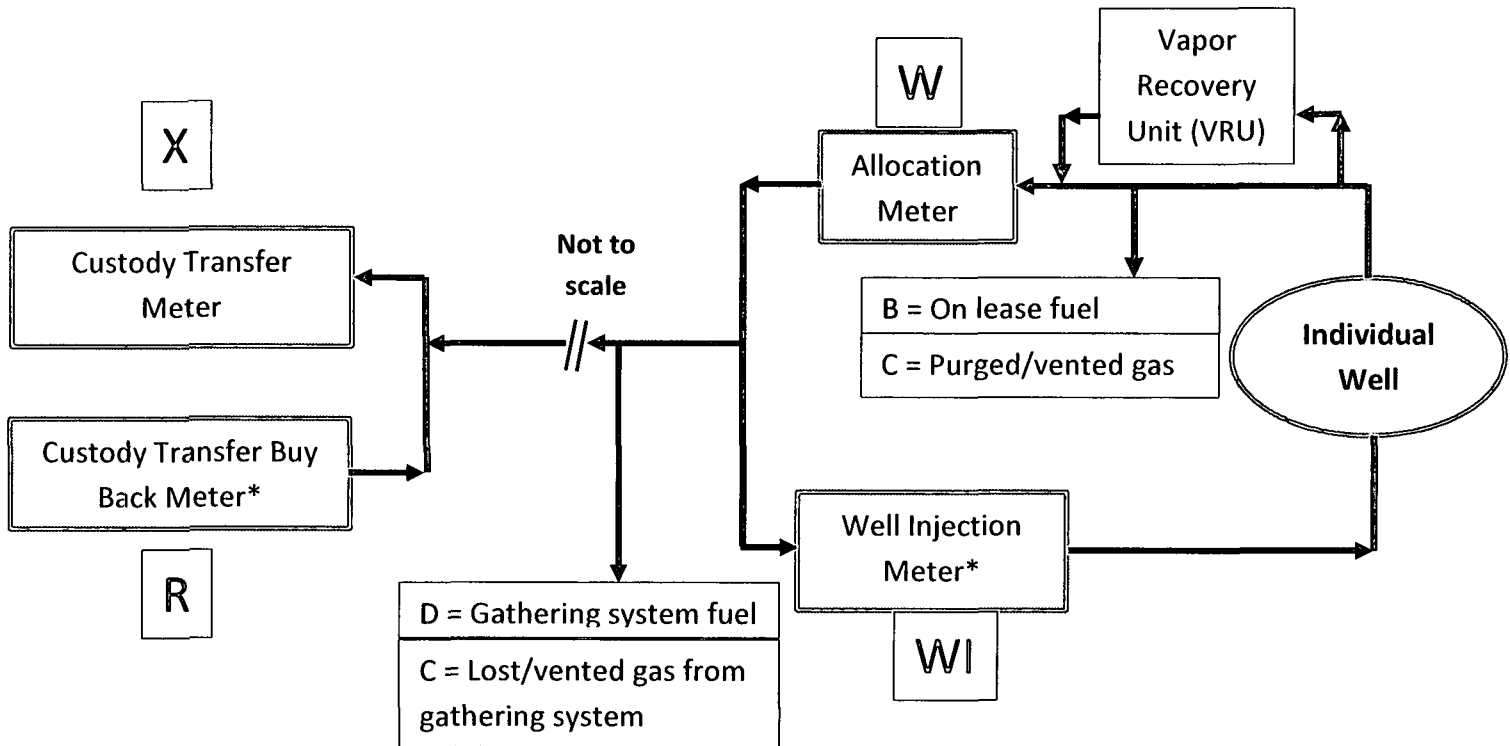 X
Custody Transfer
Meter
Custody Transfer Buy
Back Meter*
R
Not to
scale
D = Gathering system fuel
C = Lost/vented gas from
gathering system
W
Allocation
Meter
Vapor
Recovery
Unit (VRU)
B = On lease fuel
C = Purged/vented gas
Individual
Well
Well Injection
Meter*
WI